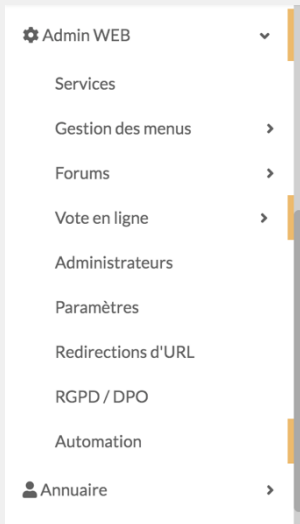 Admin WEB
Services
Gestion des menus
Forums
Vote en ligne
Administrateurs
Paramètres
Redirections d'URL
RGPD / DPO
Automation
Annuaire